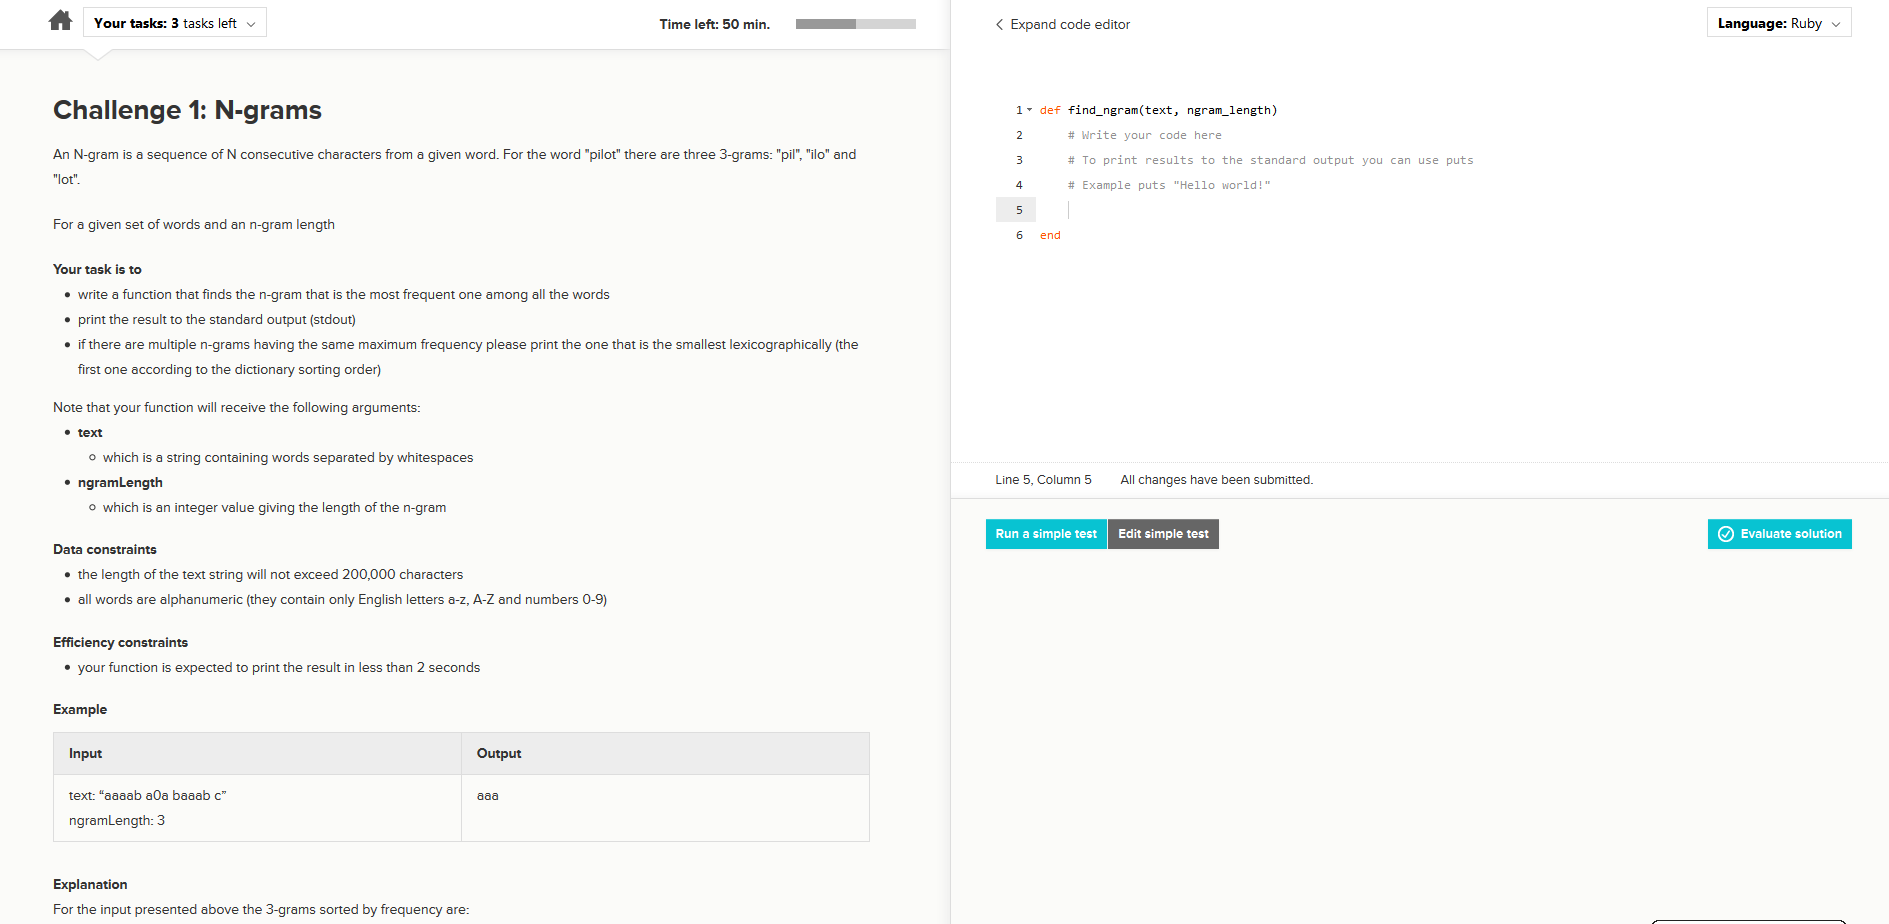 Your tasks: 3 tasks left
Time left: 50 min.
Challenge 1: N-grams
An N-gram is a sequence of N consecutive characters from a given word. For the word "pilot" there are three 3-grams: "pil", "ilo" and
"lot".
For a given set of words and an n-gram length
Your task is to
• write a function that finds the n-gram that is the most frequent one among all the words
• print the result to the standard output (stdout)
• if there are multiple n-grams having the same maximum frequency please print the one that is the smallest lexicographically (the
first one according to the dictionary sorting order)
Note that your function will receive the following arguments:
• text
◦ which is a string containing words separated by whitespaces
• ngramLength
◦ which is an integer value giving the length of the n-gram
Data constraints
• the length of the text string will not exceed 200,000 characters
• all words are alphanumeric (they contain only English letters a-z, A-Z and numbers 0-9)
Efficiency constraints
• your function is expected to print the result in less than 2 seconds
Example
Input Output
text: “aaaab a0a baaab c” aaa
ngramLength: 3
Explanation
For the input presented above the 3-grams sorted by frequency are:
Expand code editor
Language: Ruby
1 def find_ngram(text, ngram_length)
2 # Write your code here
3 # To print results to the standard output you can use puts
4 # Example puts "Hello world!"
5
6 end
Line 5, Column 5 All changes have been submitted.
Run a simple test Edit simple test
Evaluate solution